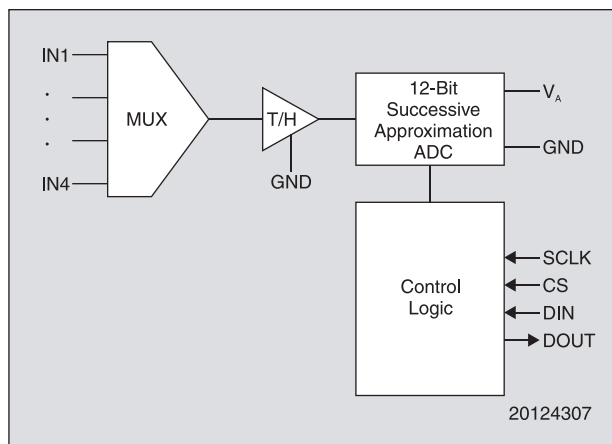 IN1
.
.
.
IN4
MUX
T/H
GND
12-Bit
Successive
Approximation
ADC
V_A
GND
Control
Logic
SCLK
CS
DIN
DOUT
20124307